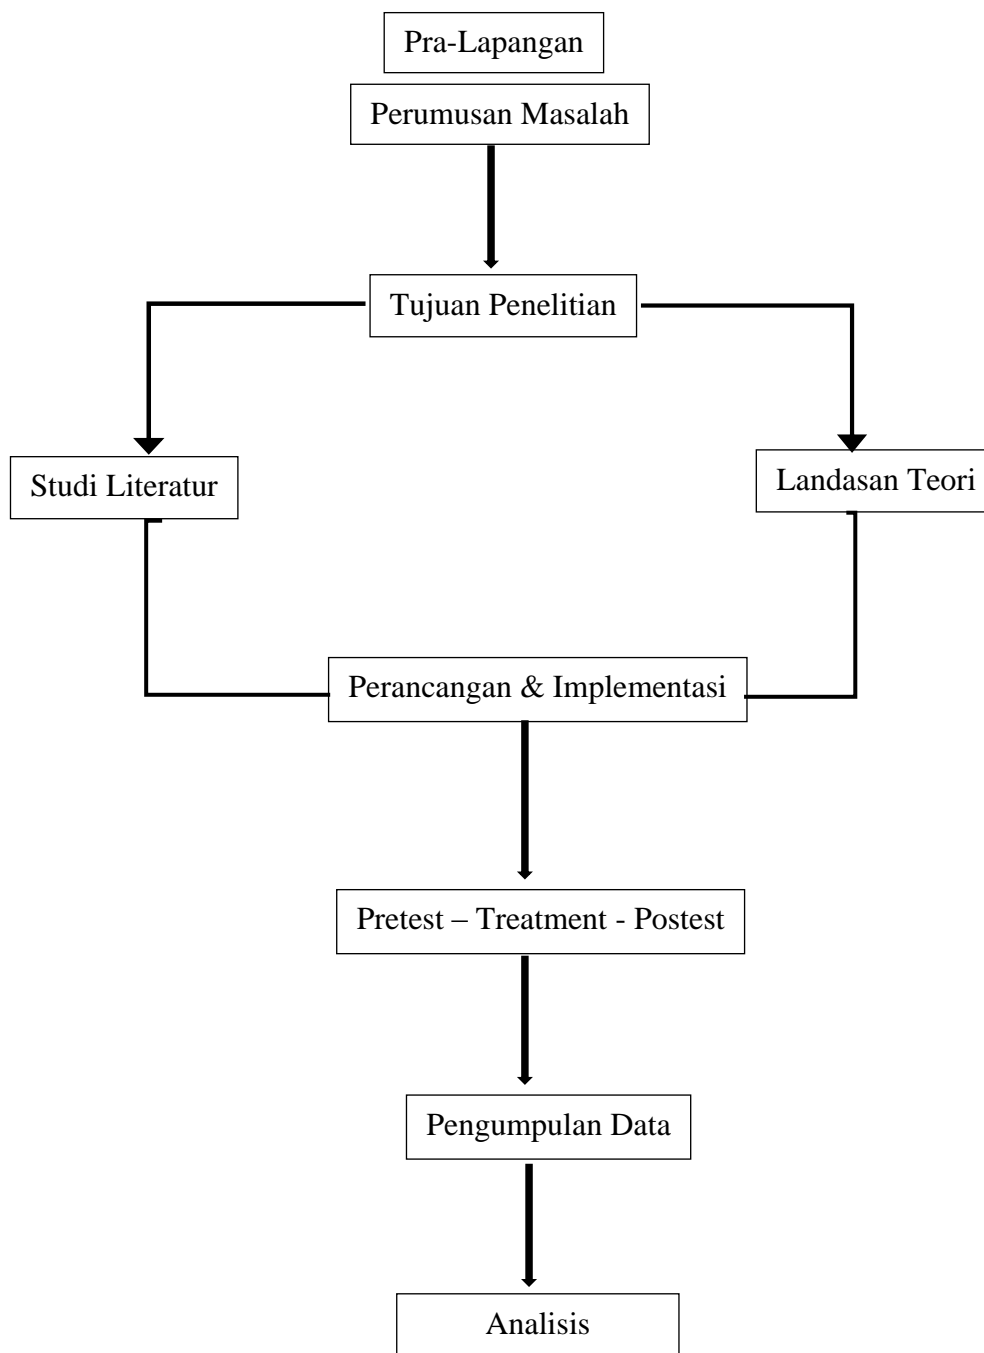 Pra-Lapangan
Perumusan Masalah
Tujuan Penelitian
Studi Literatur
Landasan Teori
Perancangan & Implementasi
Pretest – Treatment - Postest
Pengumpulan Data
Analisis